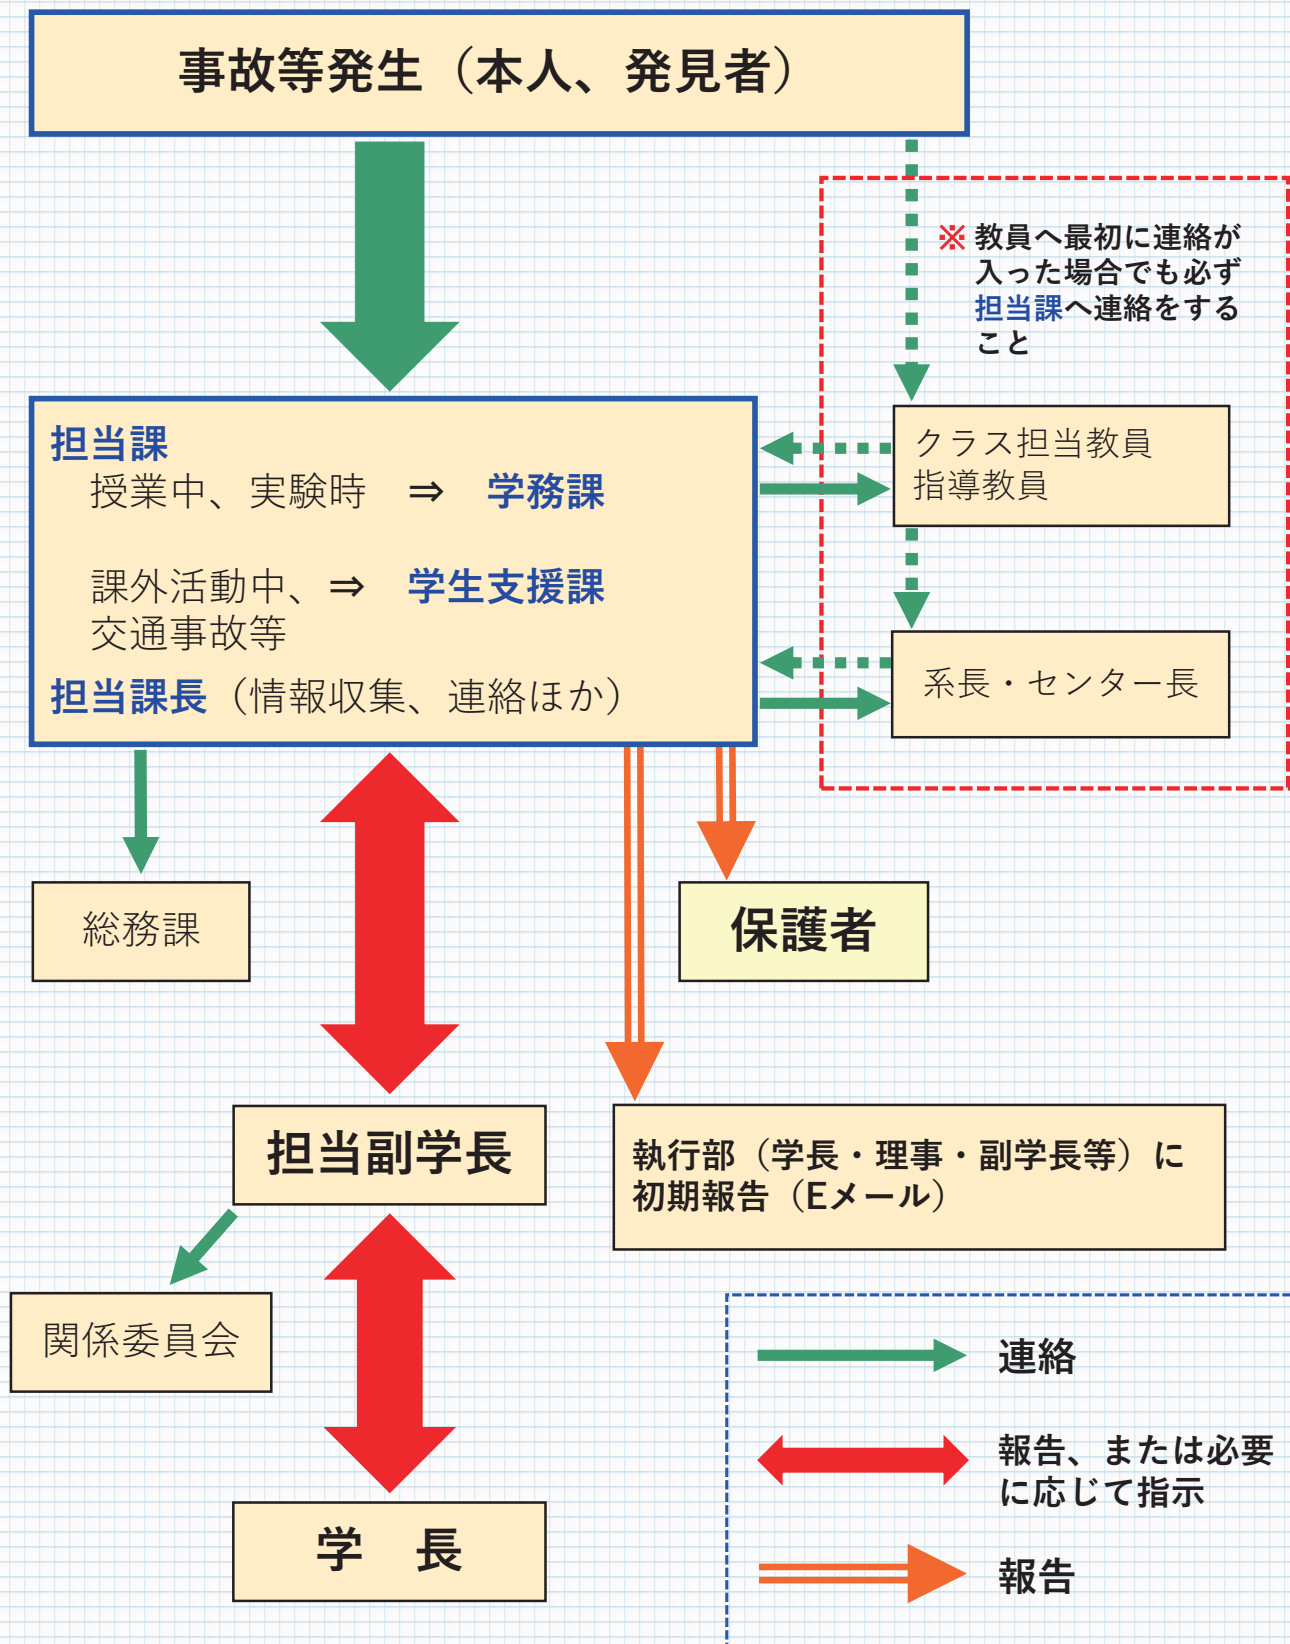 事故等発生（本人、発見者）
※ 教員へ最初に連絡が
入った場合でも必ず
担当課へ連絡をする
こと
担当課
授業中、実験時 ⇒ 学務課
課外活動中、⇒ 学生支援課
交通事故等
担当課長（情報収集、連絡ほか）
クラス担当教員
指導教員
系長・センター長
総務課
保護者
担当副学長
執行部（学長・理事・副学長等）に
初期報告（Eメール）
関係委員会
学　長
連絡
報告、または必要
に応じて指示
報告